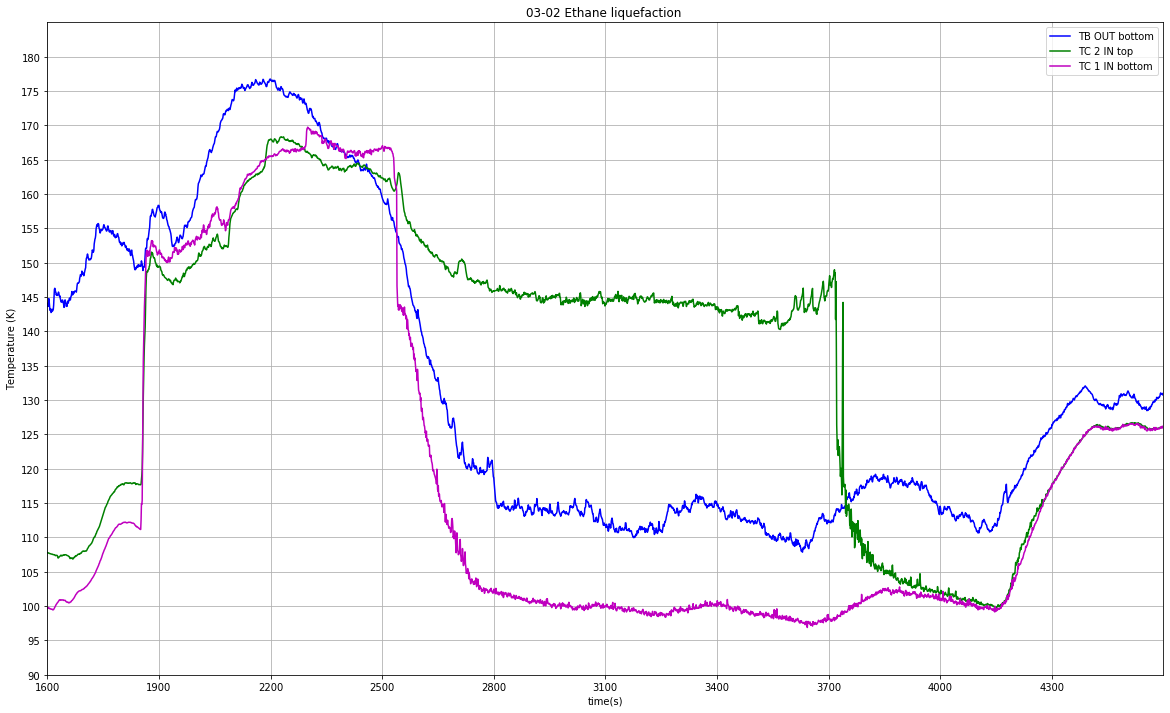 03-02 Ethane liquefaction
TB OUT bottom
TC 2 IN top
TC 1 IN bottom
Temperature (K)
180
175
170
165
160
155
150
145
140
135
130
125
120
115
110
105
100
95
90
1600 1900 2200 2500 2800 3100 3400 3700 4000 4300
time(s)